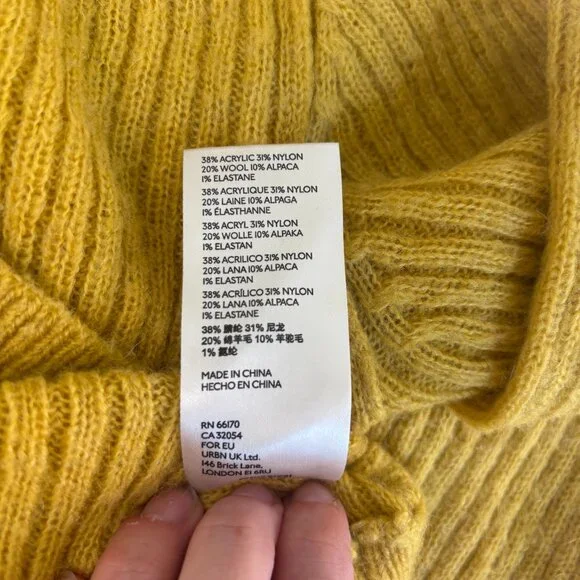 38% ACRYLIC 31% NYLON
20% WOOL 10% ALPACA
1% ELASTANE
38% ACRYLIQUE 31% NYLON
20% LAINE 10% ALPAGA
1% ÉLASTHANNE
38% ACRYL 31% NYLON
20% WOLLE 10% ALPAKA
1% ELASTAN
38% ACRILICO 31% NYLON
20% LANA 10% ALPACA
1% ELASTAN
38% ACRÍLICO 31% NYLON
20% LANA 10% ALPACA
1% ELASTANE
38% 腈纶 31% 尼龙
20% 绵羊毛 10% 羊驼毛
1% 氨纶
MADE IN CHINA
HECHO EN CHINA
RN 66170
CA 32054
FOR EU
URBN UK Ltd.
146 Brick Lane,
LONDON E1 6RU